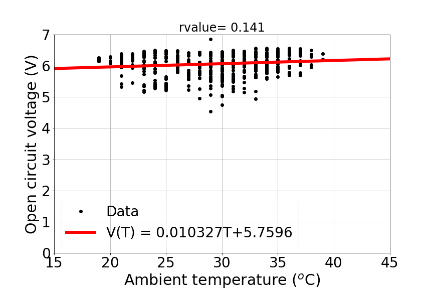 rvalue= 0.141
Open circuit voltage (V)
7
6
5
4
3
2
1
0
Data
V(T) = 0.010327T+5.7596
15 20 25 30 35 40 45
Ambient temperature (°C)